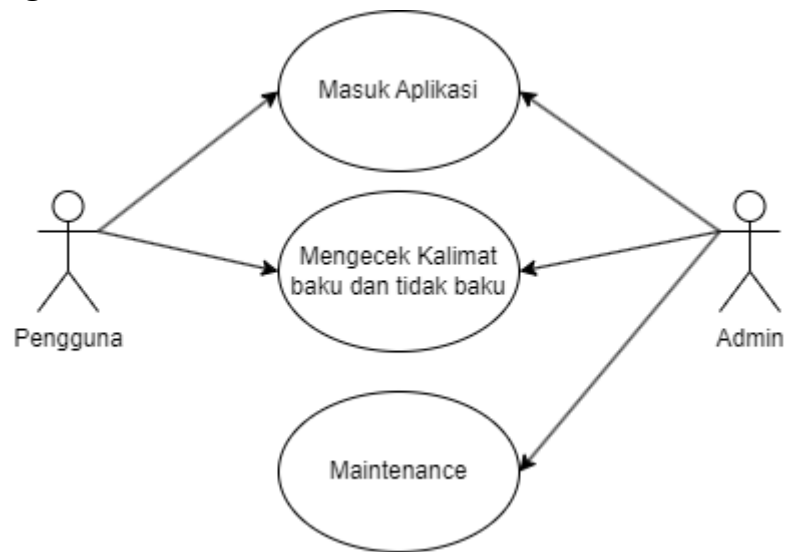 Masuk Aplikasi
Mengecek Kalimat
baku dan tidak baku
Pengguna
Admin
Maintenance